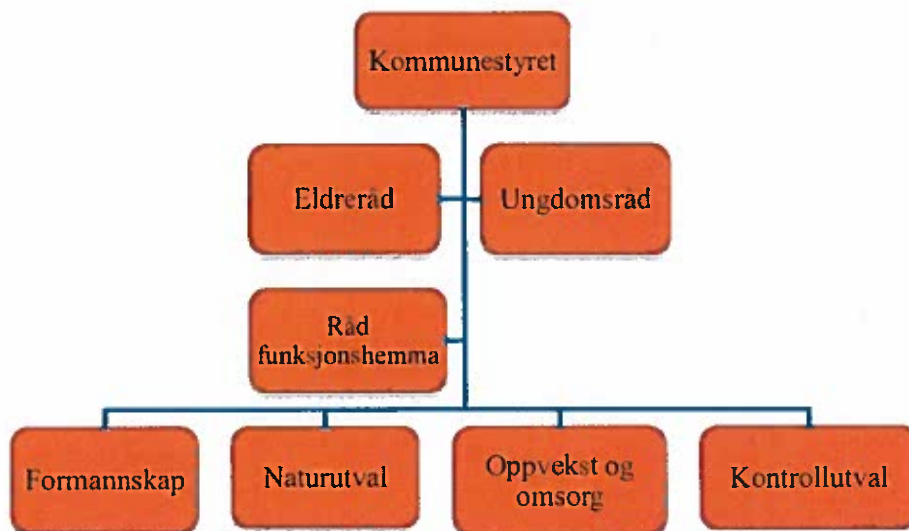 Kommunestyret
Eldreråd
Ungdomsråd
Råd
funksjonshemma
Formannskap
Naturutval
Oppvekst og
omsorg
Kontrollutval